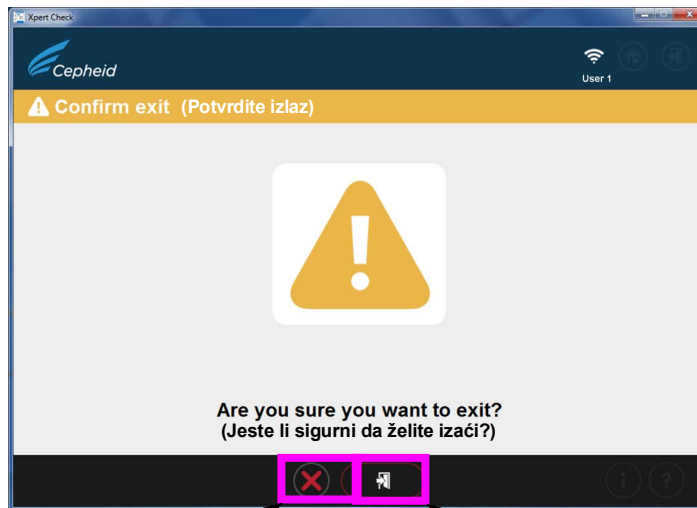 Xpert Check
Cepheid
User 1
Confirm exit (Potvrdite izlaz)
Are you sure you want to exit?
(Jeste li sigurni da želite izaći?)
i ?